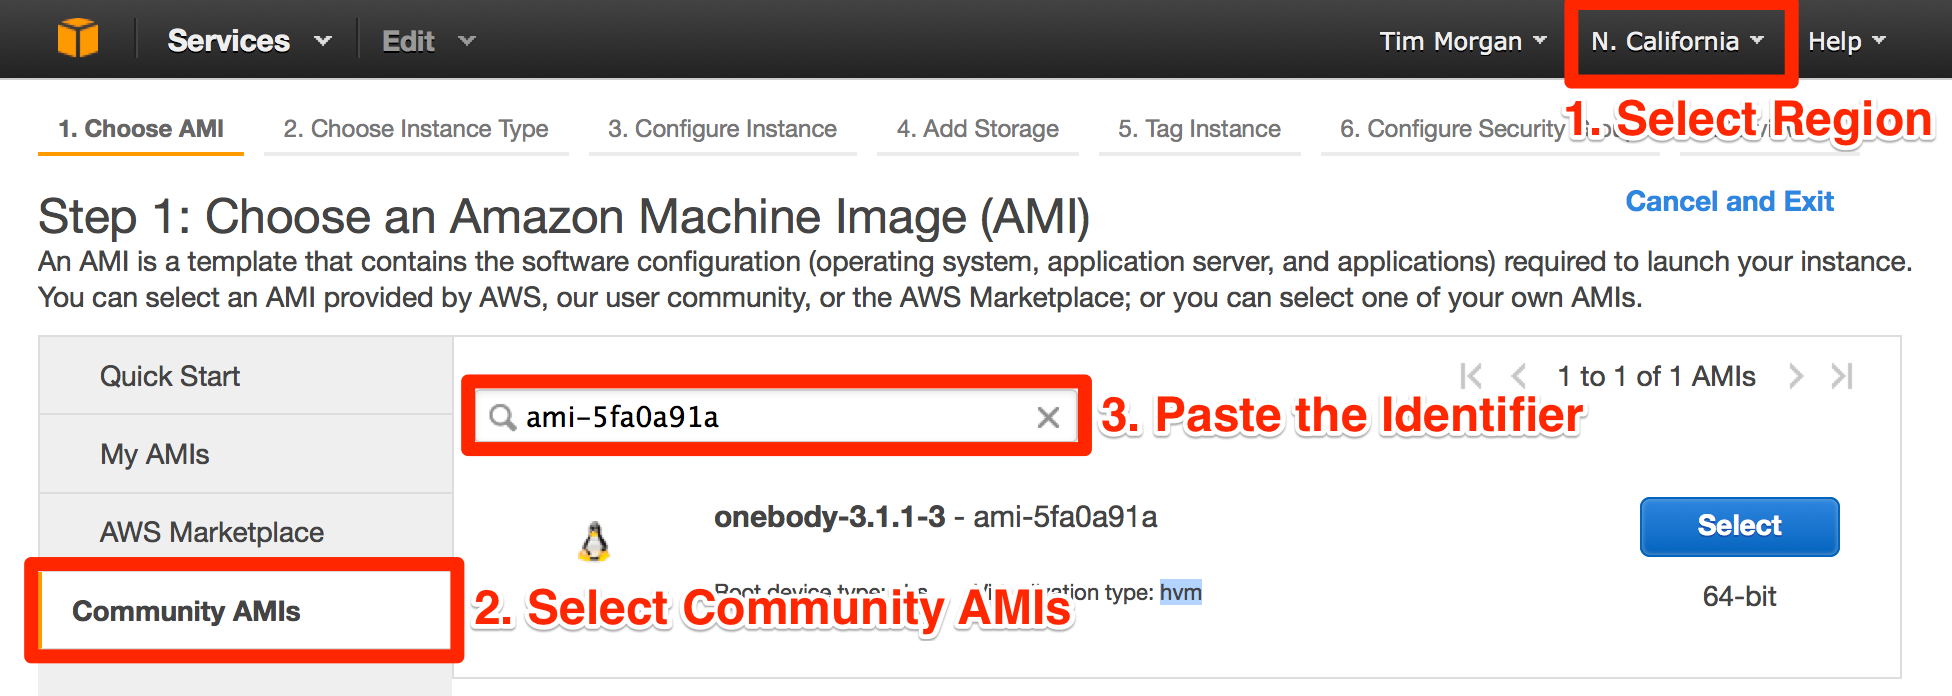 Services Edit Tim Morgan N. California Help
1. Select Region
1. Choose AMI 2. Choose Instance Type 3. Configure Instance 4. Add Storage 5. Tag Instance 6. Configure Security
Cancel and Exit
Step 1: Choose an Amazon Machine Image (AMI)
An AMI is a template that contains the software configuration (operating system, application server, and applications) required to launch your instance.
You can select an AMI provided by AWS, our user community, or the AWS Marketplace; or you can select one of your own AMIs.
Quick Start
My AMIs
AWS Marketplace
Community AMIs
2. Select Community AMIs
1 to 1 of 1 AMIs
ami-5fa0a91a
3. Paste the Identifier
onebody-3.1.1-3 - ami-5fa0a91a
Select
Root device type: type: hvm
64-bit